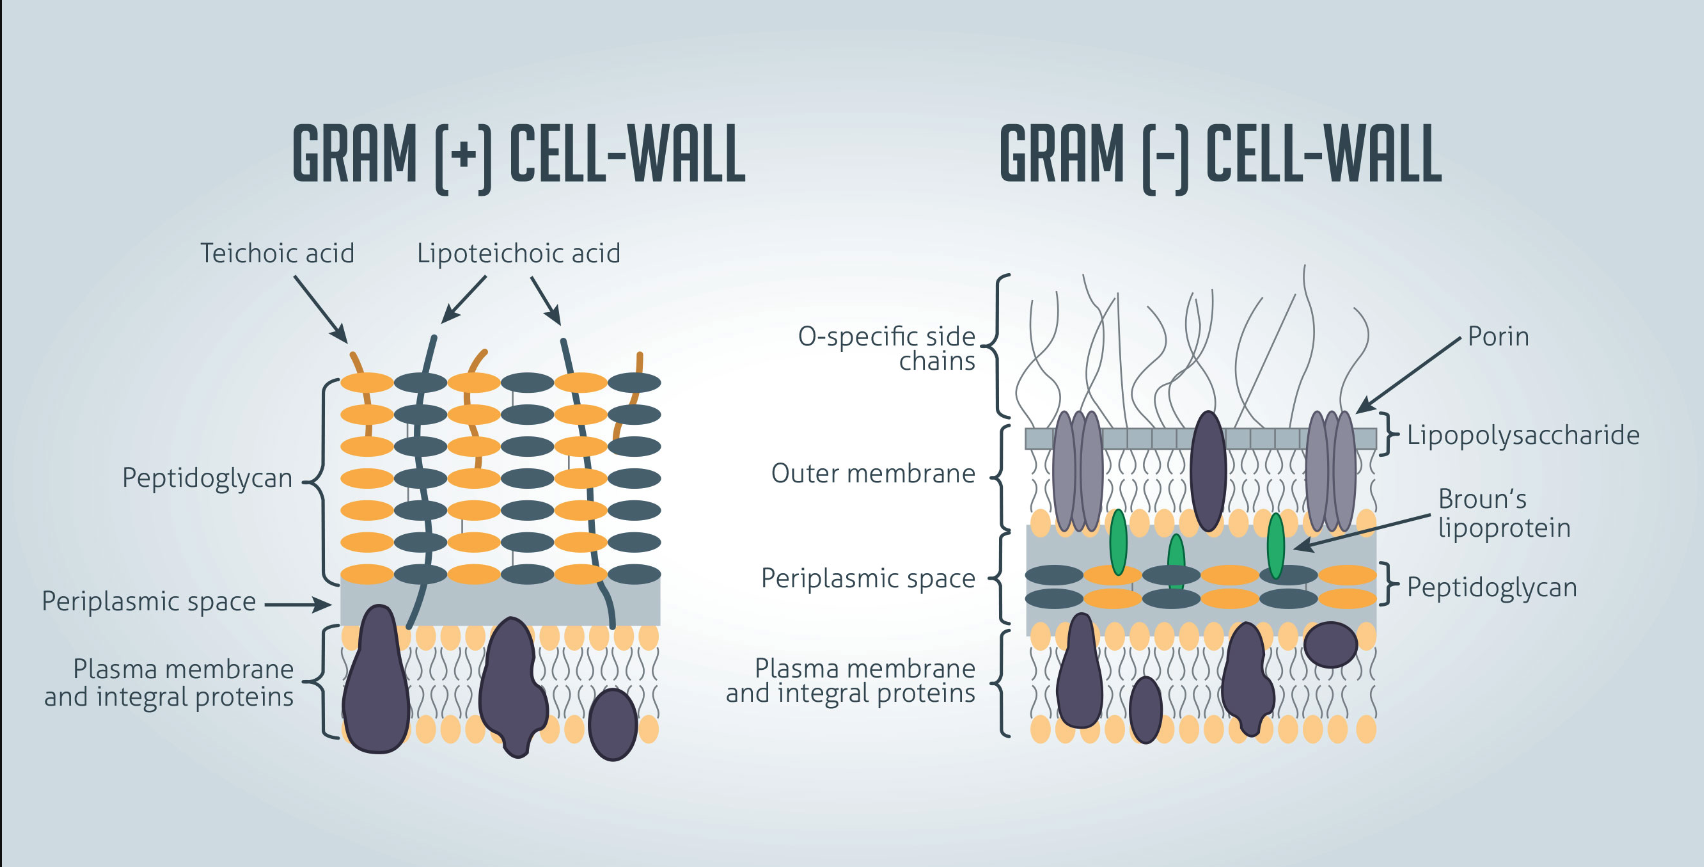 GRAM (+) CELL-WALL
Teichoic acid
Lipoteichoic acid
Peptidoglycan
Periplasmic space
Plasma membrane
and integral proteins
GRAM (-) CELL-WALL
O-specific side
chains
Outer membrane
Periplasmic space
Plasma membrane
and integral proteins
Porin
Lipopolysaccharide
Broun's
lipoprotein
Peptidoglycan